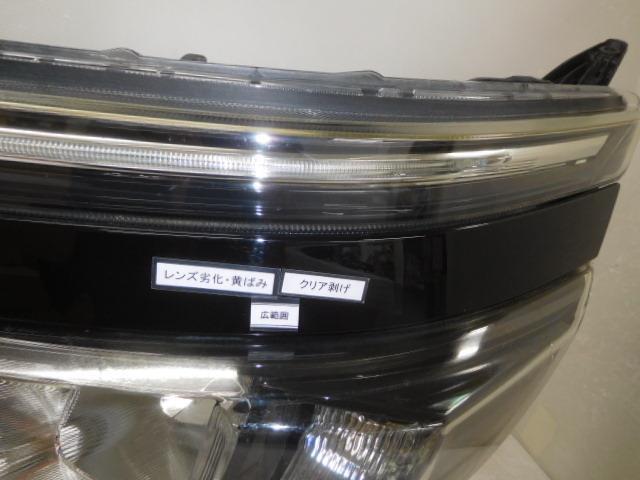 レンズ劣化・黄ばみ
クリア剥げ
広範囲